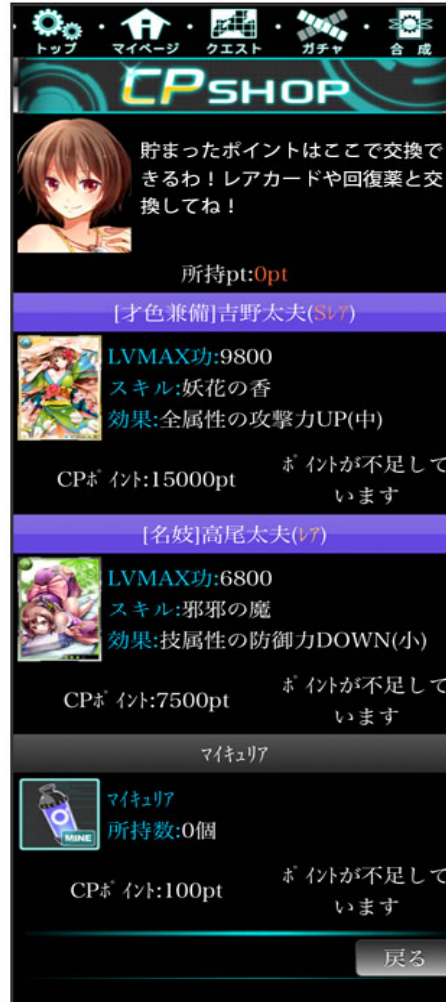 トップ ・ マイページ ・ クエスト ・ ガチャ ・ 合成
CP SHOP
貯まったポイントはここで交換で
きるわ！レアカードや回復薬と交
換してね！
所持pt:0pt
[才色兼備]吉野太夫(Sﾚｱ)
LVMAX功:9800
スキル:妖花の香
効果:全属性の攻撃力UP(中)
CPﾎﾟｲﾝﾄ:15000pt
ﾎﾟｲﾝﾄが不足して
います
[名妓]高尾太夫(ﾚｱ)
LVMAX功:6800
スキル:邪邪の魔
効果:技属性の防御力DOWN(小)
CPﾎﾟｲﾝﾄ:7500pt
ﾎﾟｲﾝﾄが不足して
います
ﾏｲｷｭﾘｱ
MINE
ﾏｲｷｭﾘｱ
所持数:0個
CPﾎﾟｲﾝﾄ:100pt
ﾎﾟｲﾝﾄが不足して
います
戻る